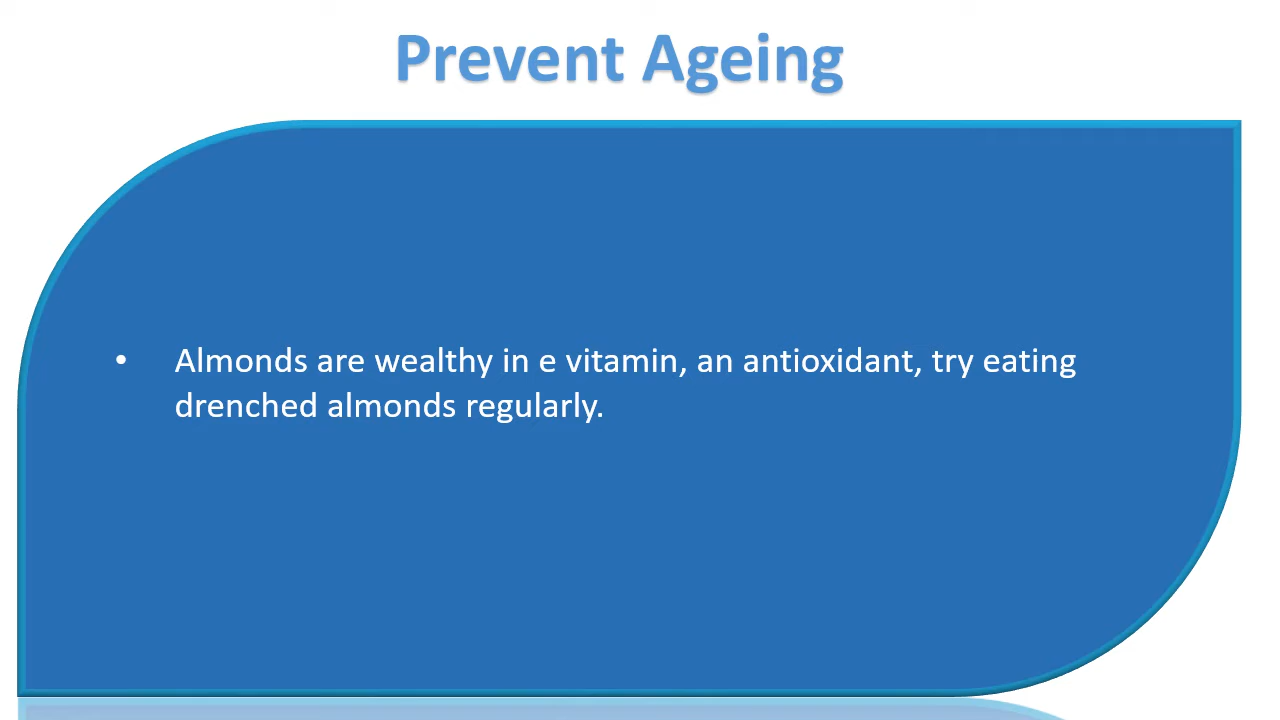 Prevent Ageing
• Almonds are wealthy in e vitamin, an antioxidant, try eating
drenched almonds regularly.